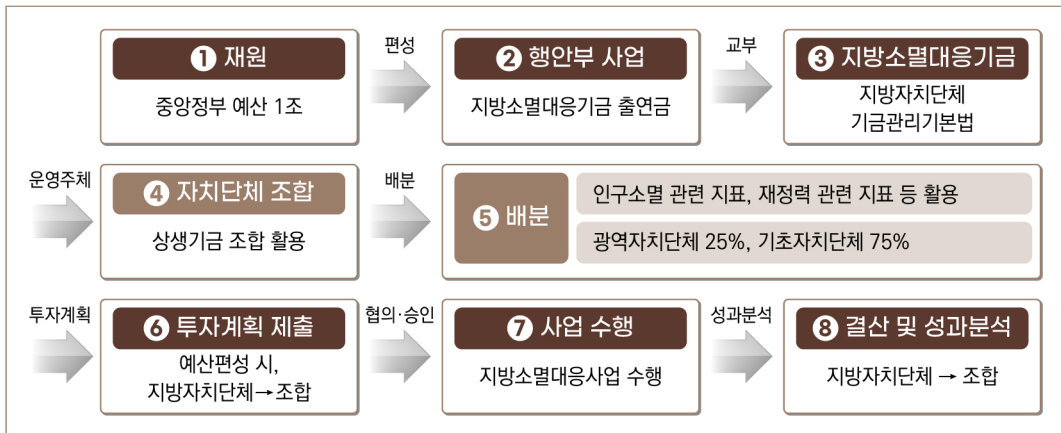 ❶ 재원
중앙정부 예산 1조
편성
❷ 행안부 사업
지방소멸대응기금 출연금
교부
❸ 지방소멸대응기금
지방자치단체
기금관리기본법
운영주체
❹ 자치단체 조합
상생기금 조합 활용
배분
❺ 배분
인구소멸 관련 지표, 재정력 관련 지표 등 활용
광역자치단체 25%, 기초자치단체 75%
투자계획
❻ 투자계획 제출
예산편성 시,
지방자치단체→조합
협의·승인
❼ 사업 수행
지방소멸대응사업 수행
성과분석
❽ 결산 및 성과분석
지방자치단체 → 조합